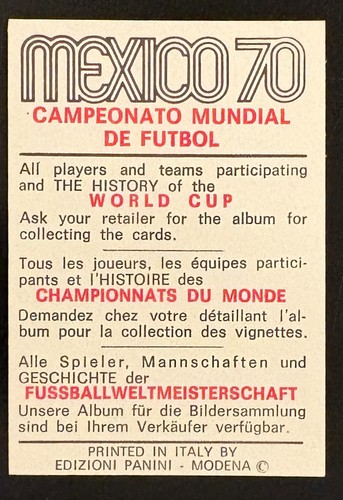 MEXICO 70
CAMPEONATO MUNDIAL
DE FUTBOL
All players and teams participating
and THE HISTORY of the
WORLD CUP
Ask your retailer for the album for
collecting the cards.
Tous les joueurs, les équipes partici-
pants et l'HISTOIRE des
CHAMPIONNATS DU MONDE
Demandez chez votre détaillant l'al-
bum pour la collection des vignettes.
Alle Spieler, Mannschaften und
GESCHICHTE der
FUSSBALLWELTMEISTERSCHAFT
Unsere Album für die Bildersammlung
sind bei Ihrem Verkäufer verfügbar.
PRINTED IN ITALY BY
EDIZIONI PANINI - MODENA ©